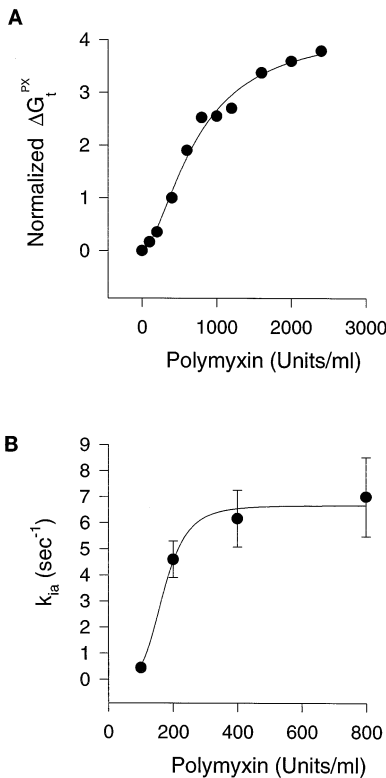 A
4
3
2
1
0
Normalized ΔG_t^PX
0 1000 2000 3000
Polymyxin (Units/ml)
B
9
8
7
6
5
4
3
2
1
0
k_ia (sec^-1)
0 200 400 600 800
Polymyxin (Units/ml)